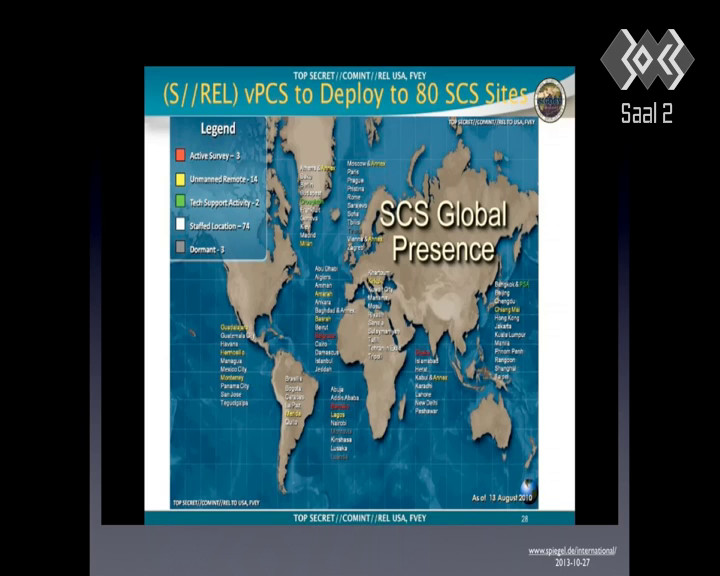 Saal 2
TOP SECRET//COMINT//REL USA, FVEY
(S//REL) vPCS to Deploy to 80 SCS Sites
TOP SECRET//COMINT//REL TO USA, FVEY
Legend
Active Survey – 3
Unmanned Remote - 14
Tech Support Activity - 2
Staffed Location – 74
Dormant - 3
SCS Global
Presence
Athens & Annex
Geneva
Kiev
Madrid
Milan
Moscow & Annex
Paris
Prague
Pristina
Rome
Sarajevo
Sofia
Tbilisi
Vienna & Annex
Zagreb
Abu Dhabi
Algiers
Amman
Ankara
Baghdad & Annex
Basrah
Beirut
Cairo
Damascus
Istanbul
Jeddah
Khartoum
Kuwait City
Manama
Mosul
Riyadh
Sana'a
Sulaymaniyah
Tripoli
Bangkok & PSA
Beijing
Chengdu
Chiang Mai
Hong Kong
Jakarta
Kuala Lumpur
Manila
Phnom Penh
Rangoon
Shanghai
Taipei
Guadalajara
Guatemala City
Havana
Hermosillo
Managua
Mexico City
Monterrey
Panama City
San Jose
Tegucigalpa
Brasilia
Bogota
Caracas
La Paz
Merida
Quito
Abuja
Addis Ababa
Lagos
Nairobi
Kinshasa
Lusaka
Islamabad
Herat
Kabul & Annex
Karachi
Lahore
New Delhi
Peshawar
As of 13 August 2010
TOP SECRET//COMINT//REL TO USA, FVEY
TOP SECRET//COMINT//REL USA, FVEY
28
www.spiegel.de/international/
2013-10-27